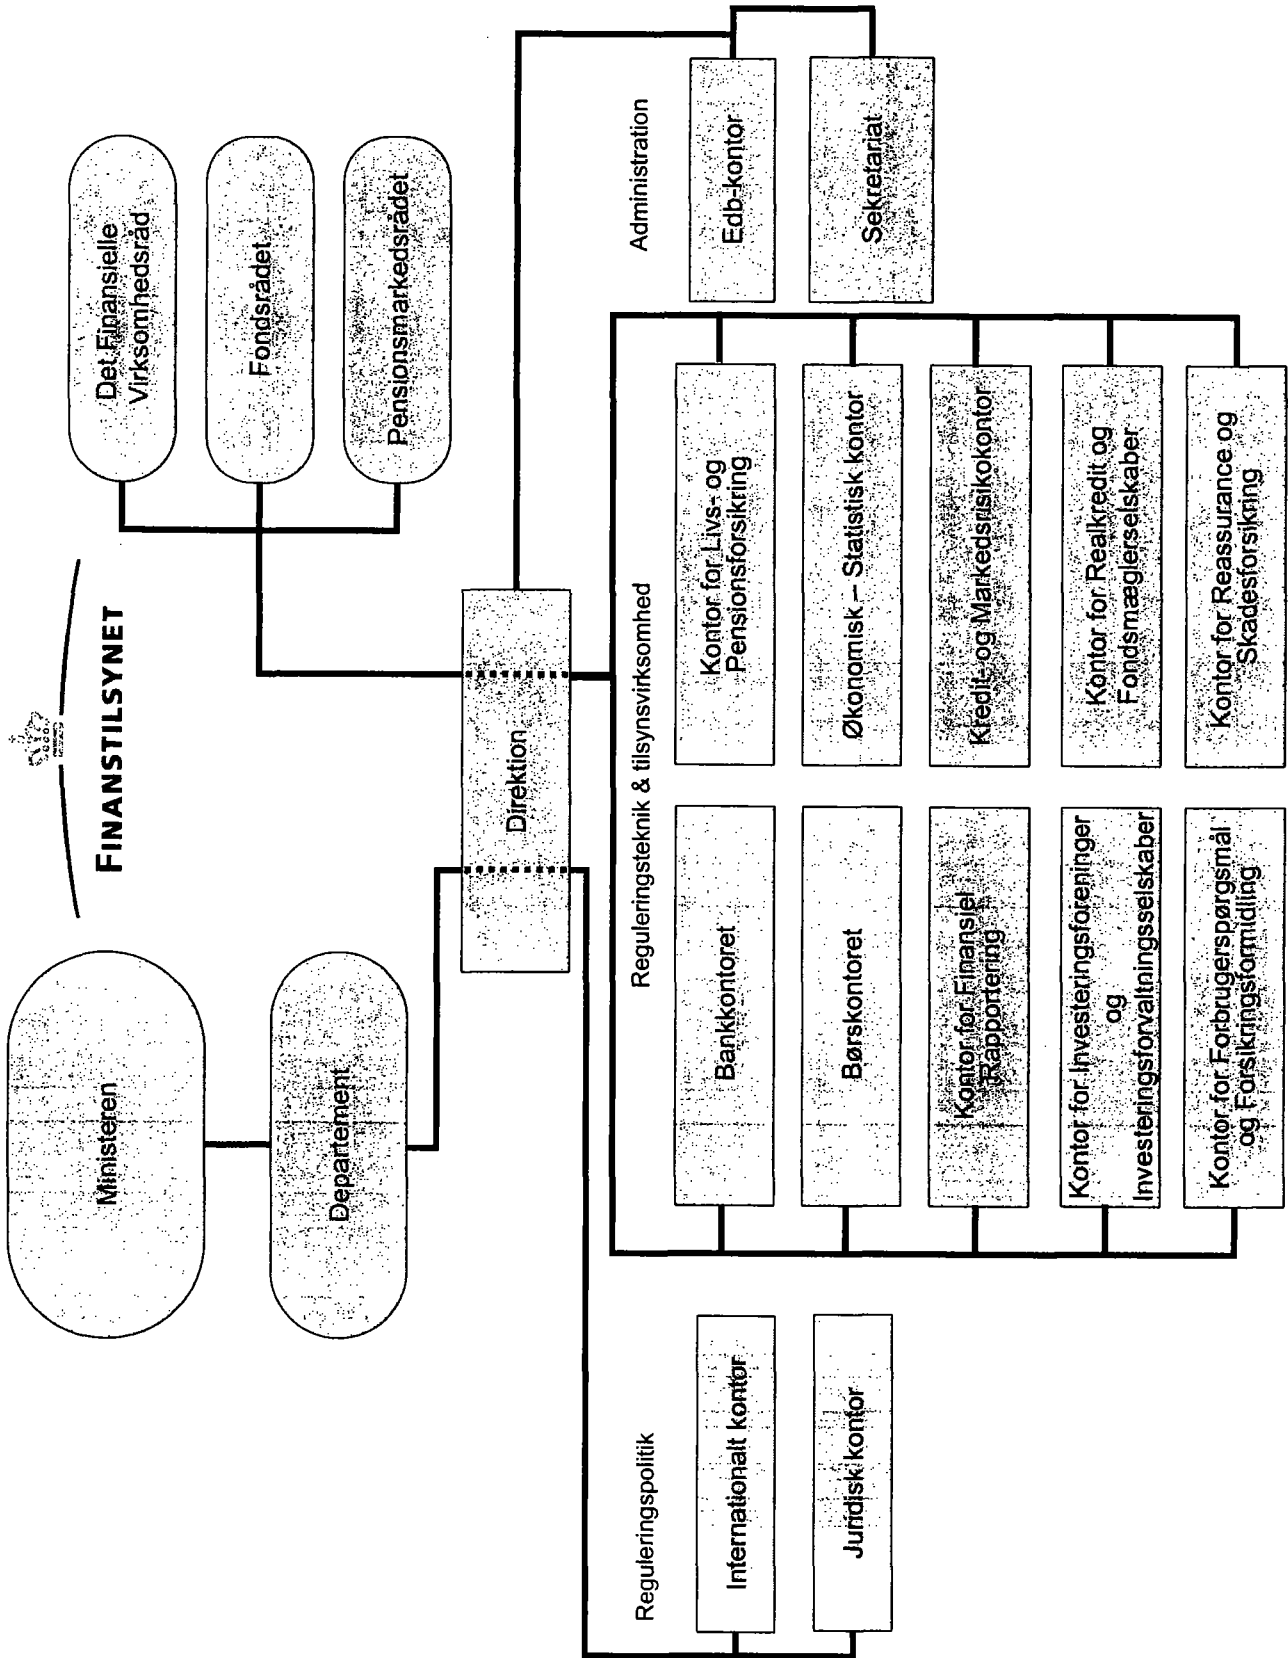 FINANSTILSYNET
Ministeren
Departement
Det Finansielle
Virksomhedsråd
Fondsrådet
Pensionsmarkedsrådet
Direktion
Reguleringspolitik
Internationalt kontor
Juridisk kontor
Reguleringsteknik & tilsynsvirksomhed
Bankkontoret
Børskontoret
Kontor for Finansiel
Rapportering
Kontor for Investeringsforeninger
og
Investeringsforvaltningsselskaber
Kontor for Forbrugerspørgsmål
og Forsikringsformidling
Kontor for Livs- og
Pensionsforsikring
Økonomisk – Statistisk kontor
Kredit- og Markedsrisikokontor
Kontor for Realkredit og
Fondsmæglerselskaber
Kontor for Reassurance og
Skadesforsikring
Administration
Edb-kontor
Sekretariat